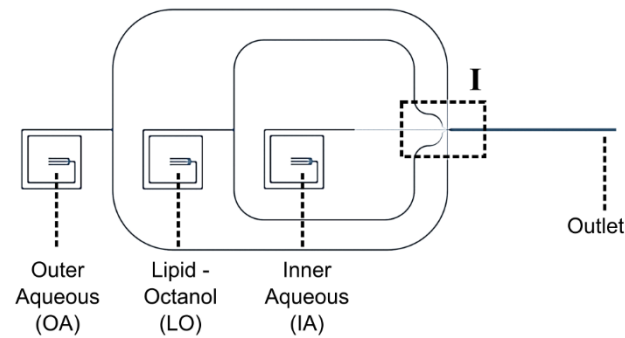 I
Outlet
Outer
Aqueous
(OA)
Lipid -
Octanol
(LO)
Inner
Aqueous
(IA)